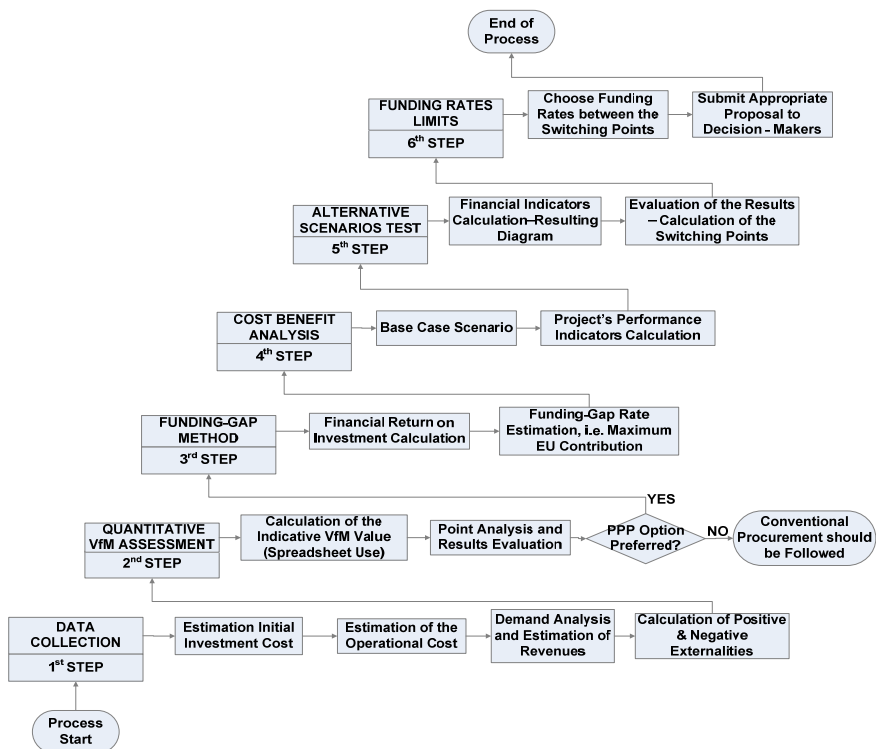 End of
Process
FUNDING RATES
LIMITS
6th STEP
Choose Funding
Rates between the
Switching Points
Submit Appropriate
Proposal to
Decision - Makers
ALTERNATIVE
SCENARIOS TEST
5th STEP
Financial Indicators
Calculation–Resulting
Diagram
Evaluation of the Results
– Calculation of the
Switching Points
COST BENEFIT
ANALYSIS
4th STEP
Base Case Scenario
Project's Performance
Indicators Calculation
FUNDING-GAP
METHOD
3rd STEP
Financial Return on
Investment Calculation
Funding-Gap Rate
Estimation, i.e. Maximum
EU Contribution
YES
QUANTITATIVE
VfM ASSESSMENT
2nd STEP
Calculation of the
Indicative VfM Value
(Spreadsheet Use)
Point Analysis and
Results Evaluation
PPP Option
Preferred?
NO
Conventional
Procurement should
be Followed
DATA
COLLECTION
1st STEP
Estimation Initial
Investment Cost
Estimation of the
Operational Cost
Demand Analysis
and Estimation of
Revenues
Calculation of Positive
& Negative
Externalities
Process
Start